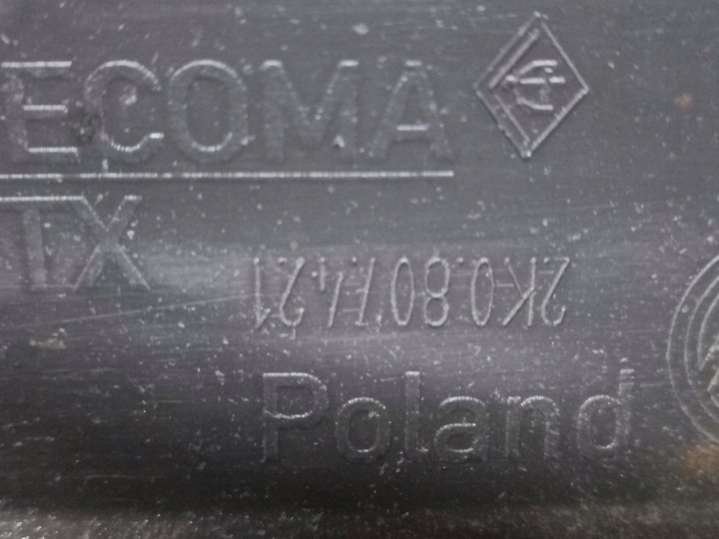 ECOMA
TX
2K0.807.421
Poland